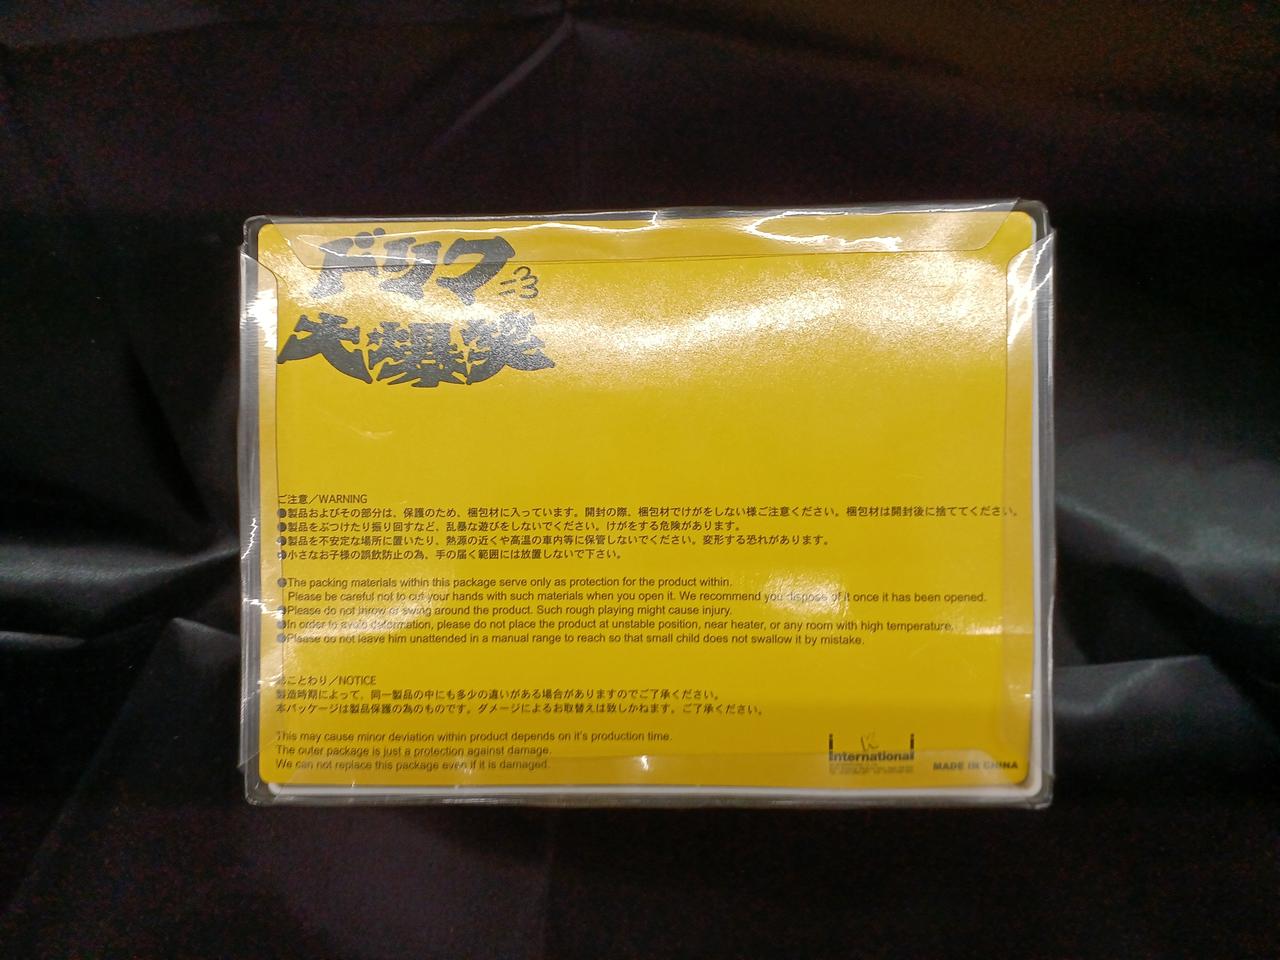 ドリフ
大爆笑
ご注意／WARNING
●製品およびその部分は、保護のため、梱包材に入っています。開封の際、梱包材でけがをしない様ご注意ください。梱包材は開封後に捨ててください。
●製品をぶつけたり振り回すなど、乱暴な遊びをしないでください。けがをする危険があります。
●製品を不安定な場所に置いたり、熱源の近くや高温の車内等に保管しないでください。変形する恐れがあります。
●小さなお子様の誤飲防止の為、手の届く範囲には放置しないで下さい。
●The packing materials within this package serve only as protection for the product within.
Please be careful not to cut your hands with such materials when you open it. We recommend you dispose of it once it has been opened.
●Please do not throw or swing around the product. Such rough playing might cause injury.
●In order to avoid deformation, please do not place the product at unstable position, near heater, or any room with high temperature.
●Please do not leave him unattended in a manual range to reach so that small child does not swallow it by mistake.
おことわり／NOTICE
製造時期によって、同一製品の中にも多少の違いがある場合がありますのでご了承ください。
本パッケージは製品保護の為のものです。ダメージによるお取替えは致しかねます。ご了承ください。
This may cause minor deviation within product depends on it's production time.
The outer package is just a protection against damage.
We can not replace this package even if it is damaged.
international
MADE IN CHINA